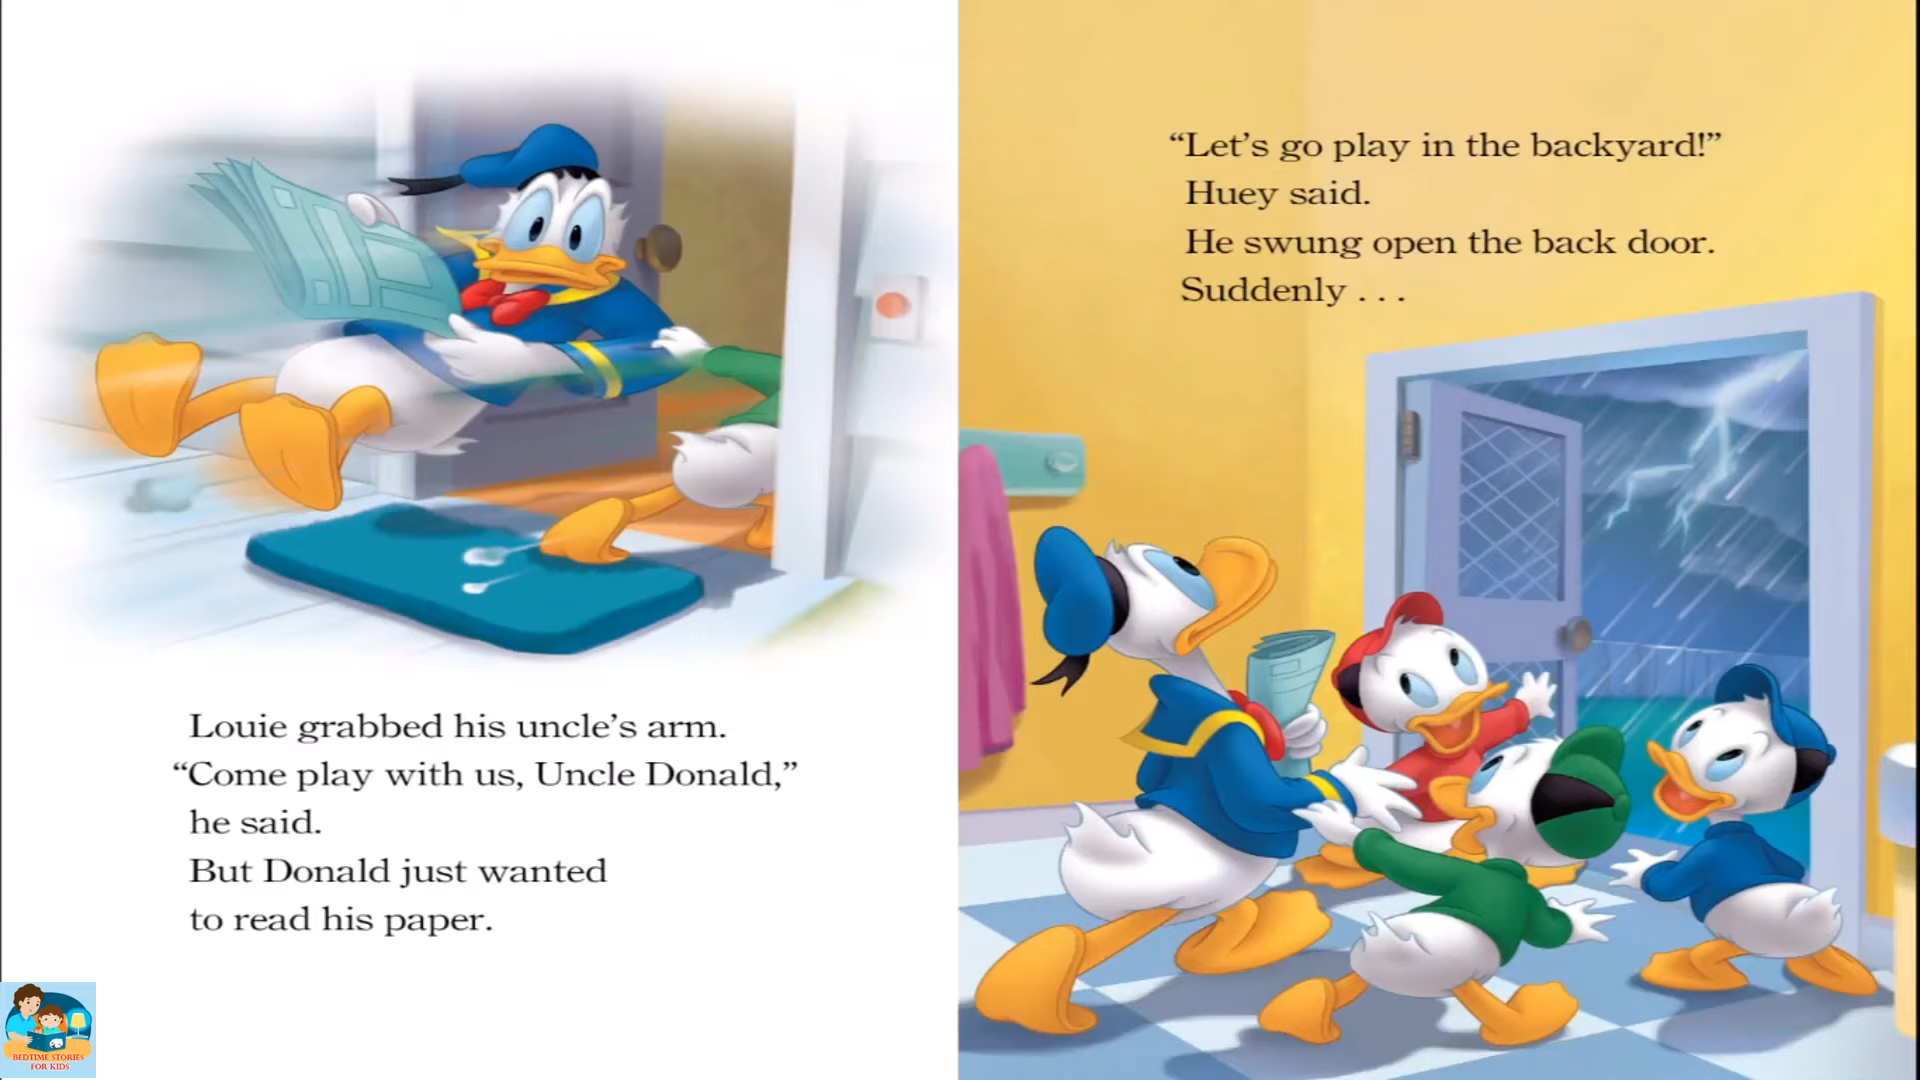 Louie grabbed his uncle’s arm.
“Come play with us, Uncle Donald,”
he said.
But Donald just wanted
to read his paper.
“Let’s go play in the backyard!”
Huey said.
He swung open the back door.
Suddenly . . .
BEDTIME STORIES
FOR KIDS